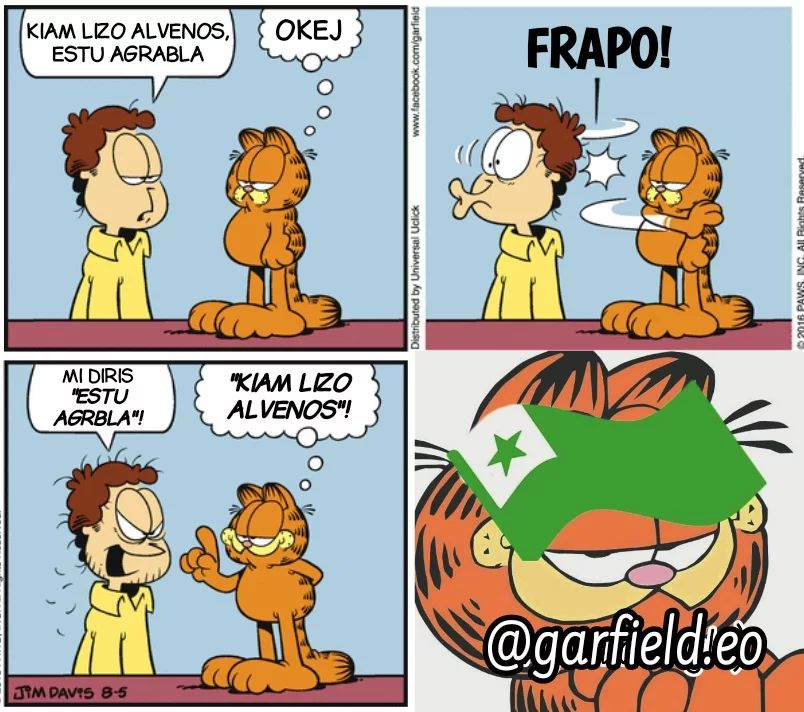 KIAM LIZO ALVENOS,
ESTU AGRABLA
OKEJ
www.facebook.com/garfield
Distributed by Universal Uclick
FRAPO!
© 2016 PAWS, INC. All Rights Reserved.
MI DIRIS
"ESTU
AGRBLA"!
"KIAM LIZO
ALVENOS"!
JIM DAVIS 8-5
@garfield.eo